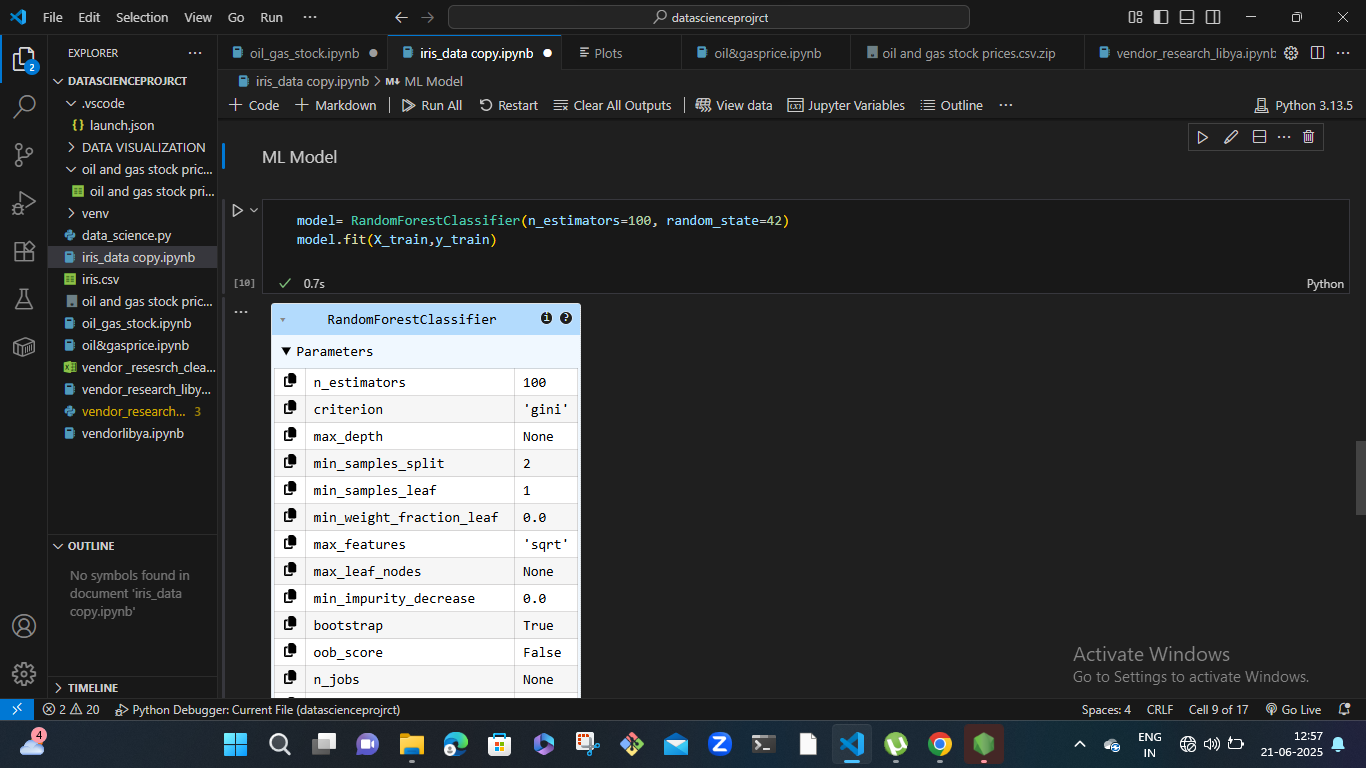 File Edit Selection View Go Run ··· datascienceprojrct
EXPLORER ···
DATASCIENCEPROJRCT
.vscode
launch.json
DATA VISUALIZATION
oil and gas stock pric...
oil and gas stock pri...
venv
data_science.py
iris_data copy.ipynb
iris.csv
oil and gas stock pric...
oil_gas_stock.ipynb
oil&gasprice.ipynb
vendor _resesrch_clea...
vendor_research_liby...
vendor_research... 3
vendorlibya.ipynb
OUTLINE
No symbols found in
document 'iris_data
copy.ipynb'
TIMELINE
2
oil_gas_stock.ipynb iris_data copy.ipynb Plots oil&gasprice.ipynb oil and gas stock prices.csv.zip vendor_research_libya.ipynb ···
iris_data copy.ipynb > M↓ ML Model
+ Code + Markdown Run All Restart Clear All Outputs View data Jupyter Variables Outline ··· Python 3.13.5
ML Model
model= RandomForestClassifier(n_estimators=100, random_state=42)
model.fit(X_train,y_train)
[10] ✓ 0.7s Python
RandomForestClassifier i ?
▼ Parameters
n_estimators 100
criterion 'gini'
max_depth None
min_samples_split 2
min_samples_leaf 1
min_weight_fraction_leaf 0.0
max_features 'sqrt'
max_leaf_nodes None
min_impurity_decrease 0.0
bootstrap True
oob_score False
n_jobs None
Activate Windows
Go to Settings to activate Windows.
2 20 Python Debugger: Current File (datascienceprojrct) Spaces: 4 CRLF Cell 9 of 17 Go Live
4 Z ENG
IN
12:57
21-06-2025